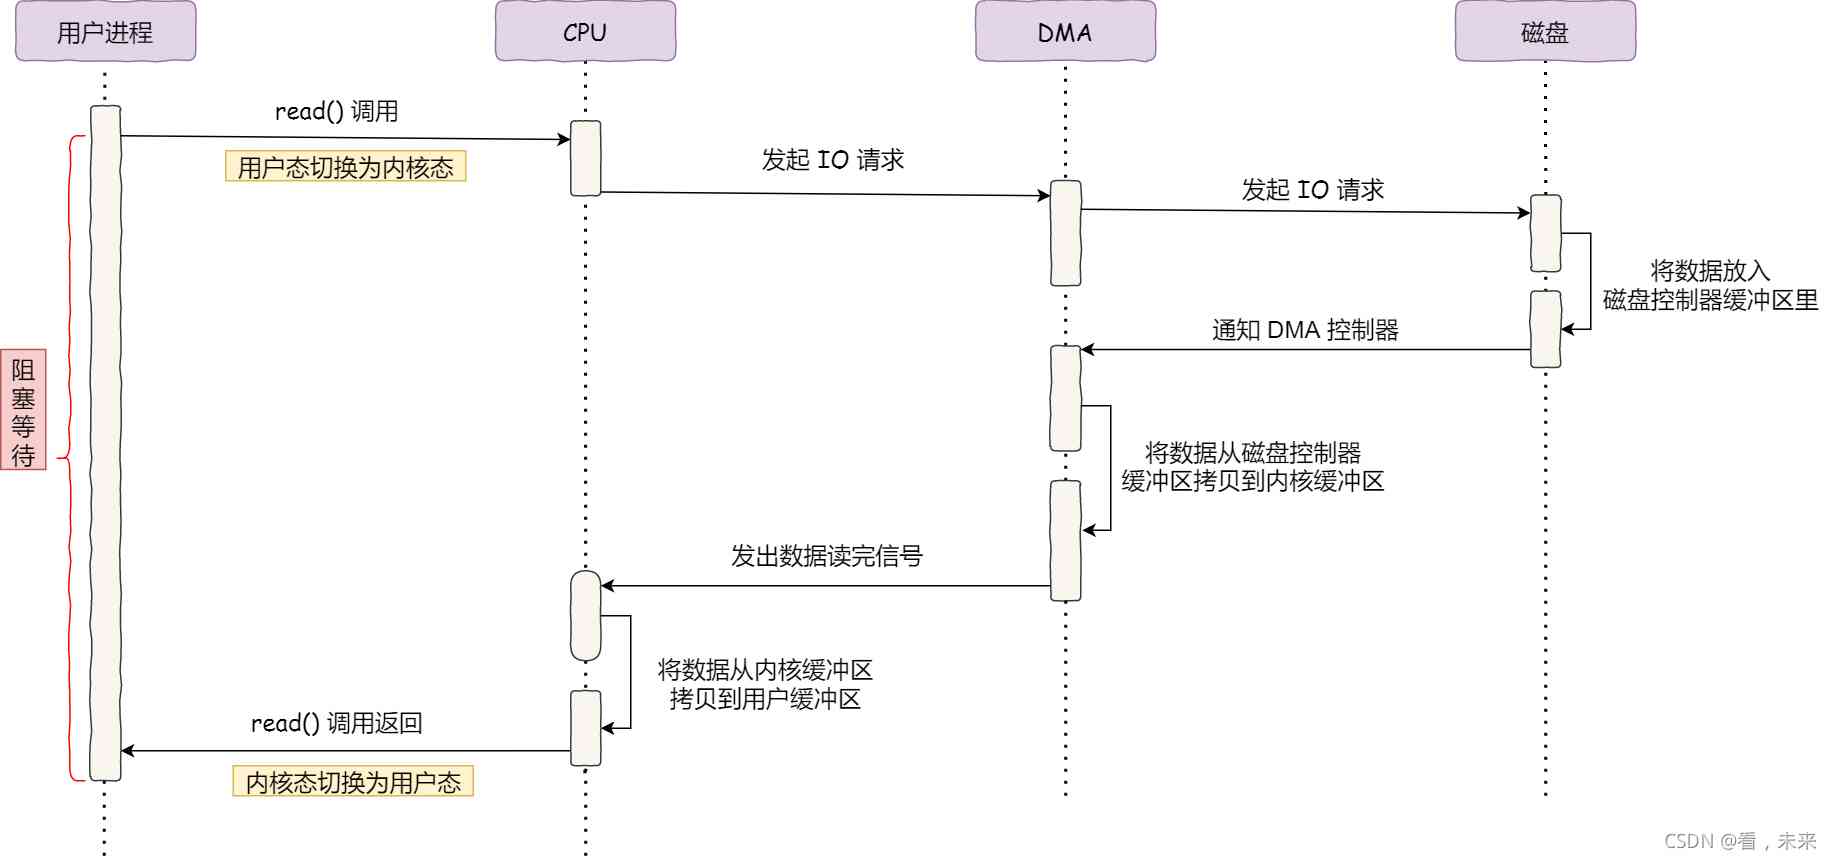 用户进程
CPU
DMA
磁盘
read() 调用
用户态切换为内核态
发起 IO 请求
发起 IO 请求
将数据放入
磁盘控制器缓冲区里
通知 DMA 控制器
阻
塞
等
待
将数据从磁盘控制器
缓冲区拷贝到内核缓冲区
发出数据读完信号
将数据从内核缓冲区
拷贝到用户缓冲区
read() 调用返回
内核态切换为用户态
CSDN @看，未来